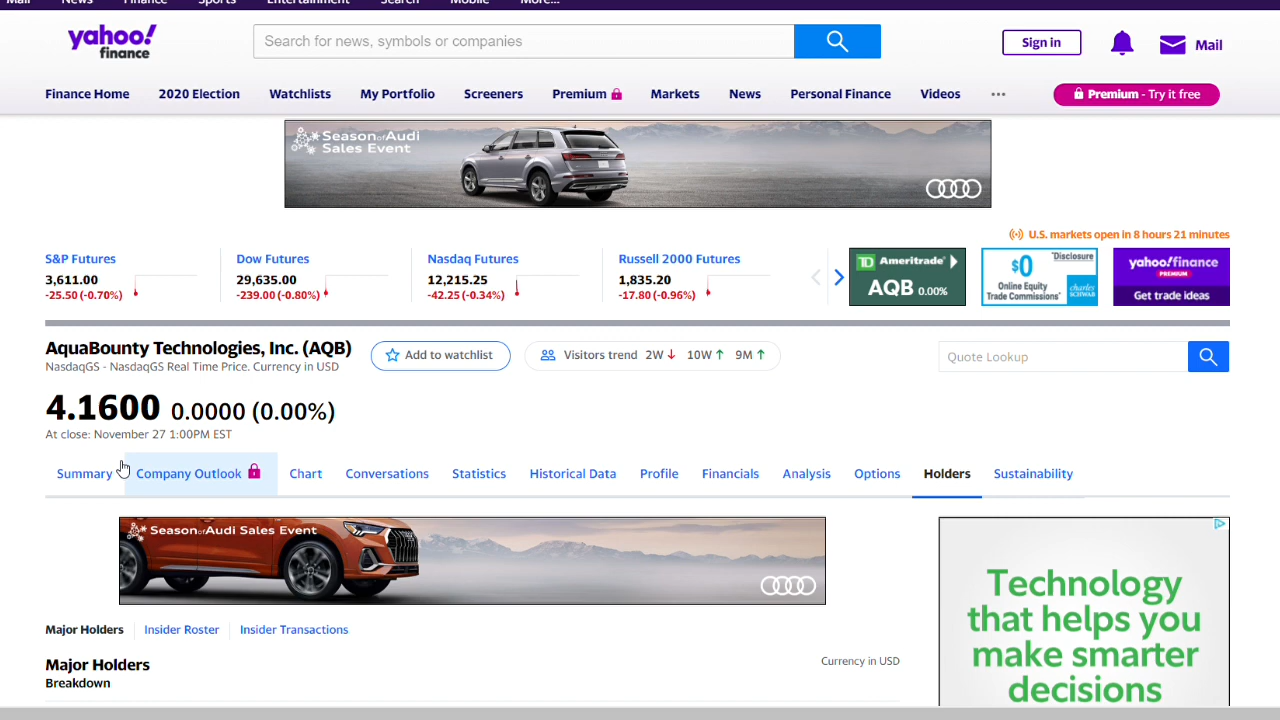 Mail News Finance Sports Entertainment Search Mobile More...
yahoo!
finance
Search for news, symbols or companies
Sign in
Mail
Finance Home 2020 Election Watchlists My Portfolio Screeners Premium Markets News Personal Finance Videos ••• Premium - Try it free
Season of Audi
Sales Event
U.S. markets open in 8 hours 21 minutes
S&P Futures
3,611.00
-25.50 (-0.70%)
Dow Futures
29,635.00
-239.00 (-0.80%)
Nasdaq Futures
12,215.25
-42.25 (-0.34%)
Russell 2000 Futures
1,835.20
-17.80 (-0.96%)
TD Ameritrade
AQB 0.00%
*Disclosure
$0
Online Equity
Trade Commissions*
charles
SCHWAB
yahoo!finance
PREMIUM
Get trade ideas
AquaBounty Technologies, Inc. (AQB)
NasdaqGS - NasdaqGS Real Time Price. Currency in USD
Add to watchlist
Visitors trend 2W ↓ 10W ↑ 9M ↑
Quote Lookup
4.1600 0.0000 (0.00%)
At close: November 27 1:00PM EST
Summary Company Outlook Chart Conversations Statistics Historical Data Profile Financials Analysis Options Holders Sustainability
Season of Audi Sales Event
Major Holders Insider Roster Insider Transactions
Major Holders
Currency in USD
Breakdown
Technology
that helps you
make smarter
decisions